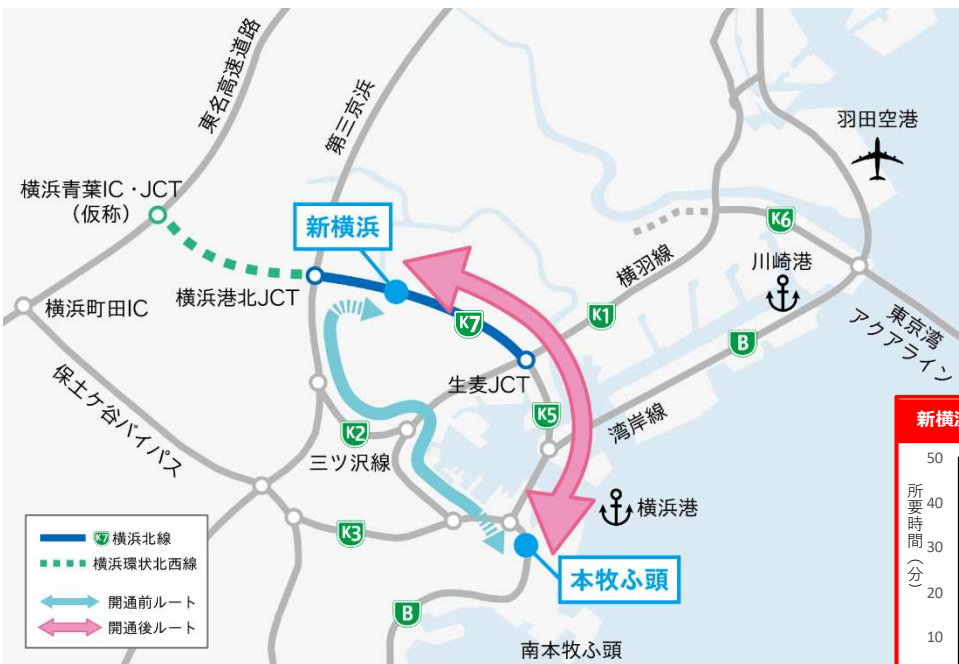 東名高速道路
第三京浜
羽田空港
横浜青葉IC・JCT
（仮称）
新横浜
K6
横羽線
川崎港
横浜港北JCT
横浜町田IC
K7
K1
東京湾
アクアライン
B
生麦JCT
保土ケ谷バイパス
K5
湾岸線
K2
三ツ沢線
K3
横浜港
本牧ふ頭
B
南本牧ふ頭
K7 横浜北線
横浜環状北西線
開通前ルート
開通後ルート
新横
50
所要時間（分）
40
30
20
10